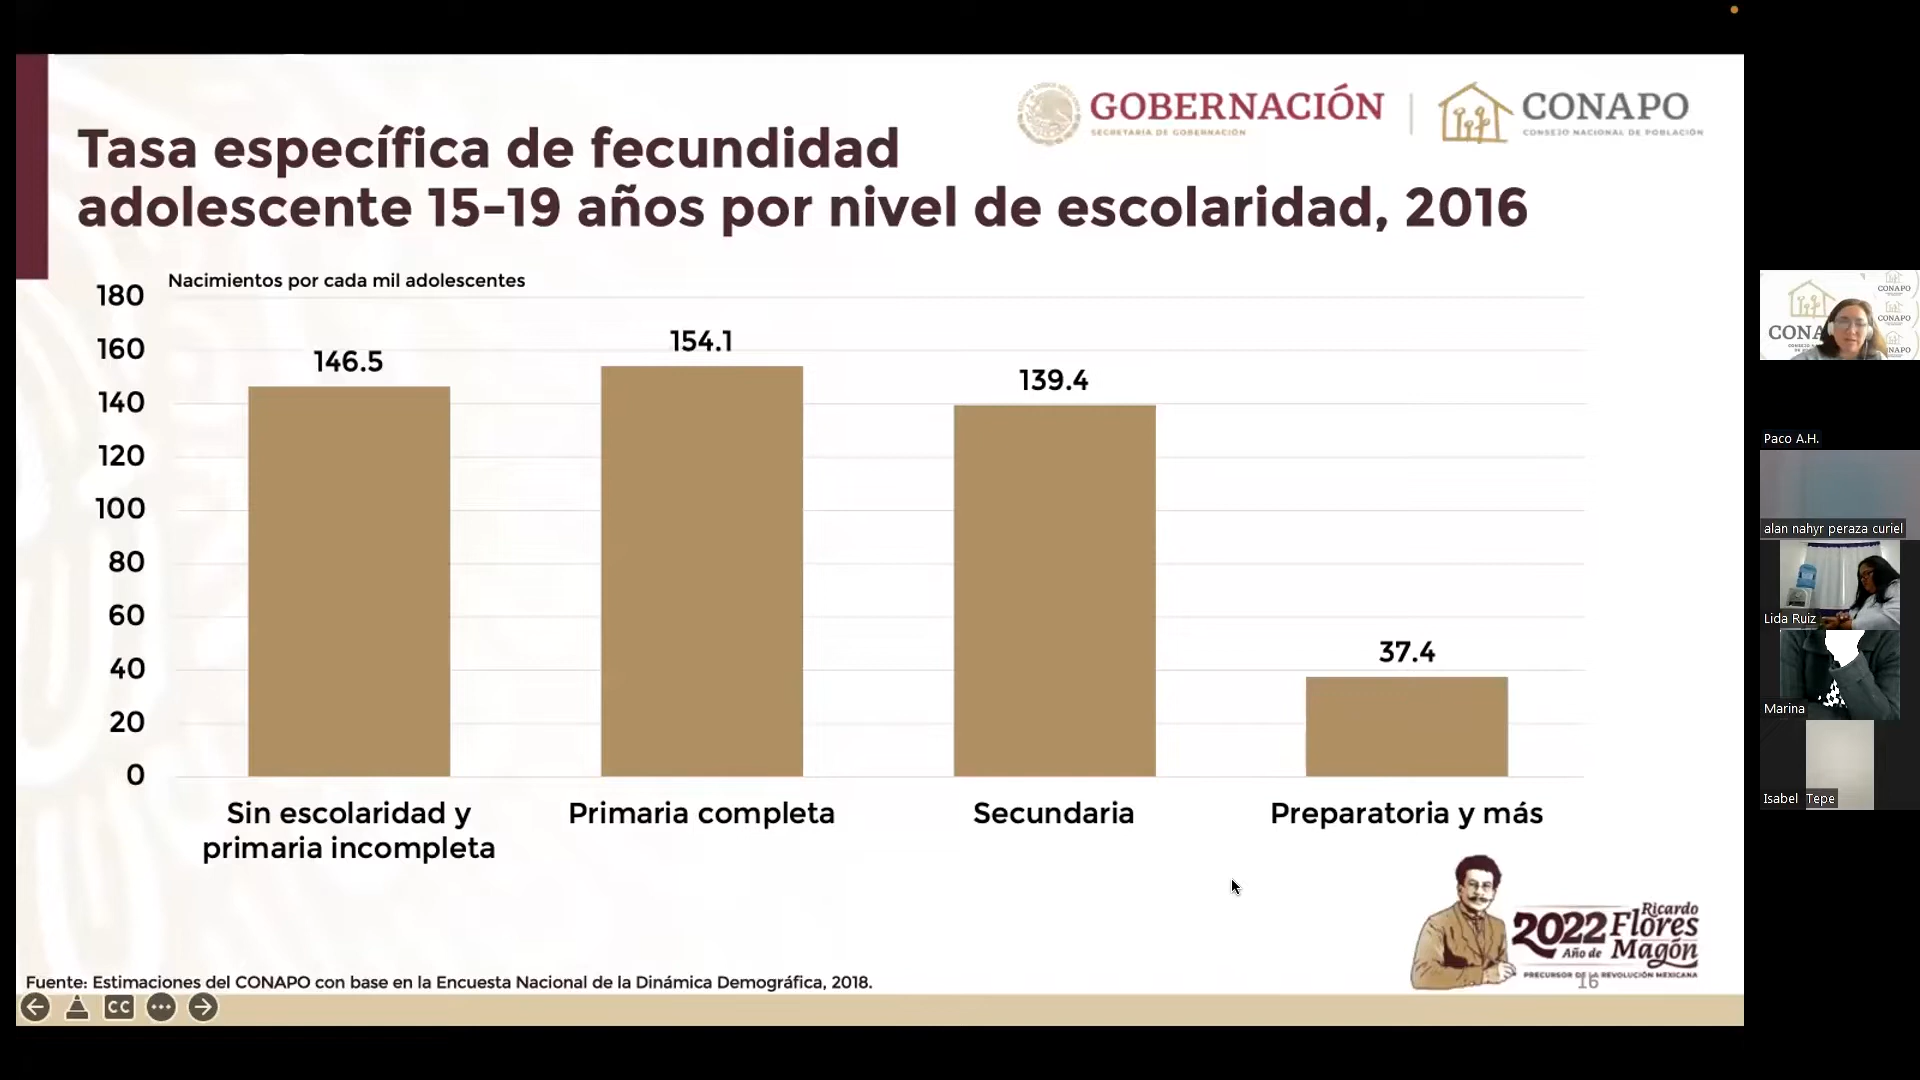 GOBERNACIÓN
SECRETARÍA DE GOBERNACIÓN
CONAPO
CONSEJO NACIONAL DE POBLACIÓN
Tasa específica de fecundidad
adolescente 15-19 años por nivel de escolaridad, 2016
Nacimientos por cada mil adolescentes
180
160
140
120
100
80
60
40
20
0
146.5
154.1
139.4
37.4
Sin escolaridad y
primaria incompleta
Primaria completa
Secundaria
Preparatoria y más
2022 Ricardo
Flores
Año de Magón
PRECURSOR DE LA REVOLUCIÓN MEXICANA
16
Fuente: Estimaciones del CONAPO con base en la Encuesta Nacional de la Dinámica Demográfica, 2018.
CC
CONAPO
CONAPO
Paco A.H.
alan nahyr peraza curiel
Lida Ruiz
Marina
Isabel Tepe